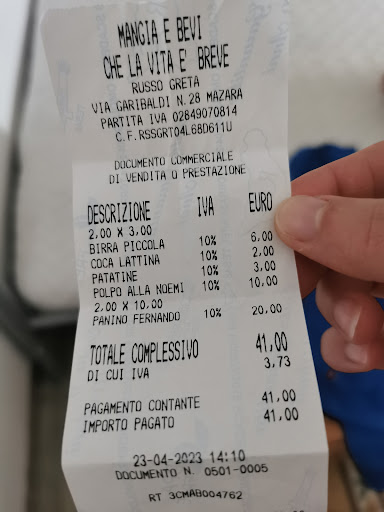 MANGIA E BEVI
CHE LA VITA E' BREVE
RUSSO GRETA
VIA GARIBALDI N.28 MAZARA
PARTITA IVA 02849070814
C.F.RSSGRT04L68D611U
DOCUMENTO COMMERCIALE
DI VENDITA O PRESTAZIONE
DESCRIZIONE IVA EURO
2,00 X 3,00
BIRRA PICCOLA 10% 6,00
COCA LATTINA 10% 2,00
PATATINE 10% 3,00
POLPO ALLA NOEMI 10% 10,00
2,00 X 10,00
PANINO FERNANDO 10% 20,00
TOTALE COMPLESSIVO 41,00
DI CUI IVA 3,73
PAGAMENTO CONTANTE 41,00
IMPORTO PAGATO 41,00
23-04-2023 14:10
DOCUMENTO N. 0501-0005
RT 3CMAB004762